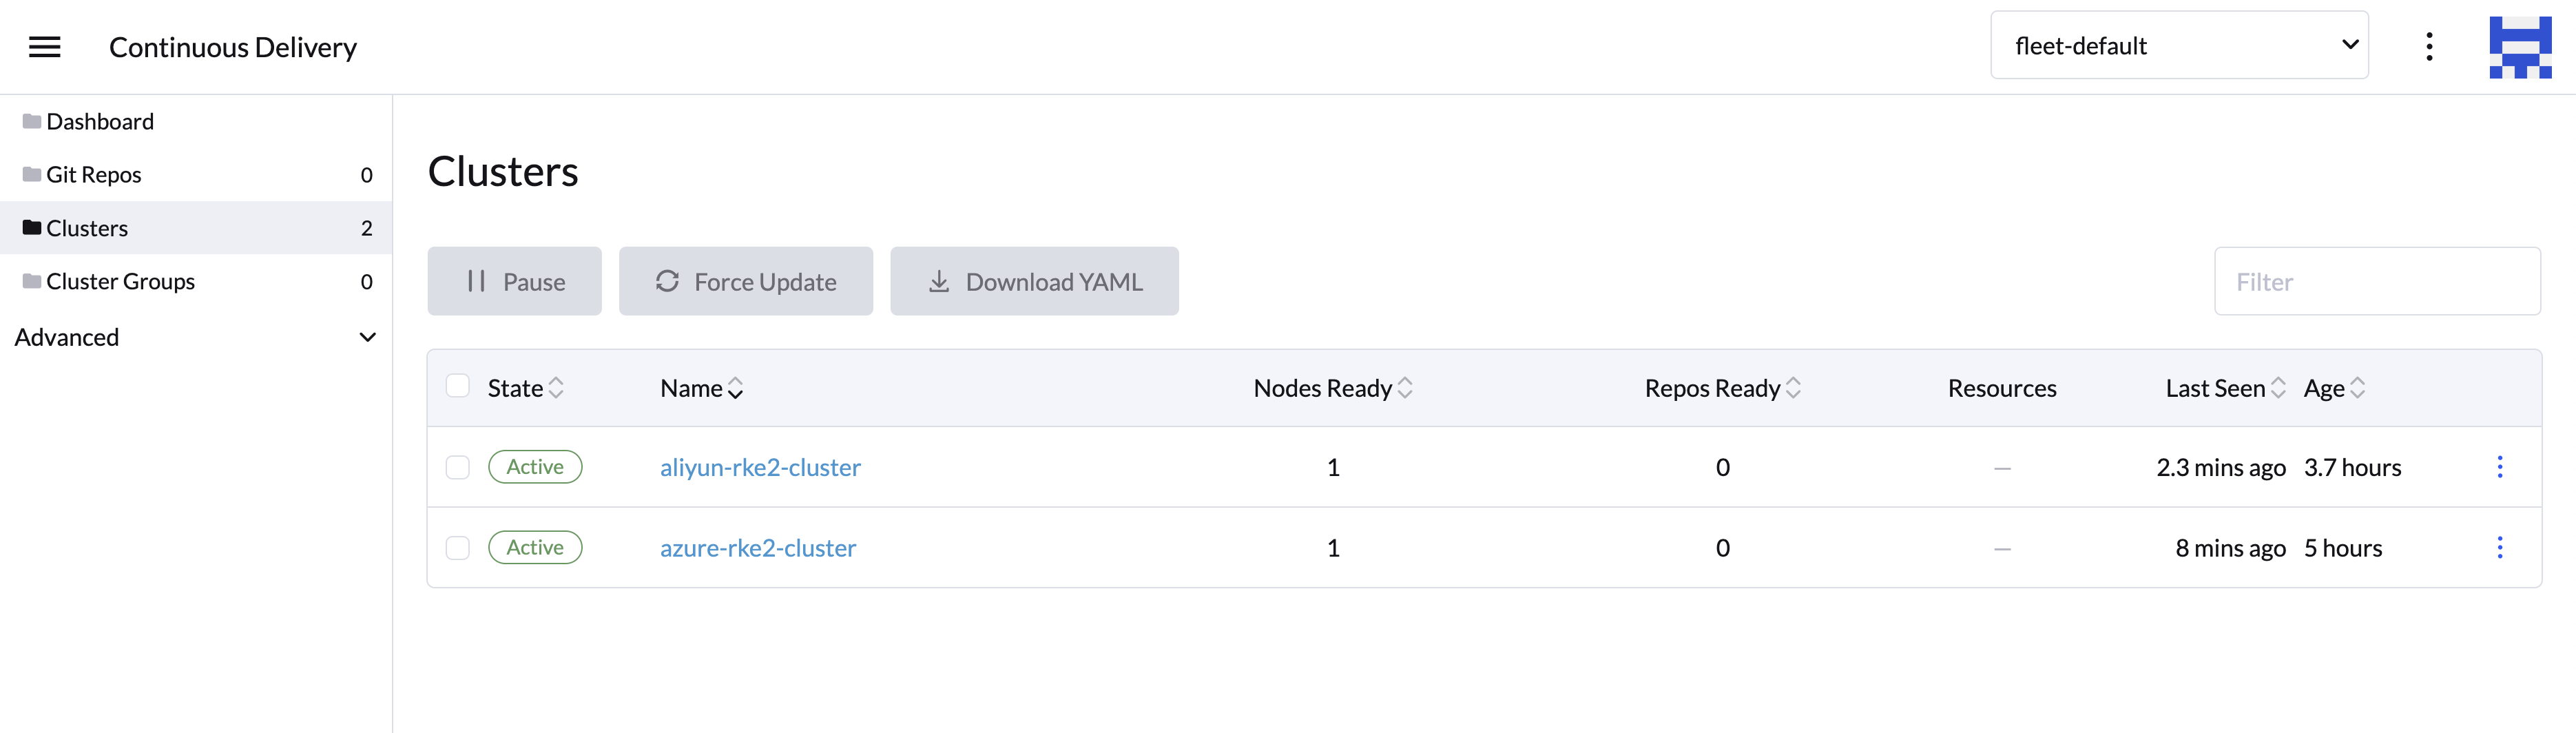 Continuous Delivery
fleet-default
Dashboard
Git Repos 0
Clusters 2
Cluster Groups 0
Advanced
Clusters
Pause Force Update Download YAML Filter
State Name Nodes Ready Repos Ready Resources Last Seen Age
Active aliyun-rke2-cluster 1 0 — 2.3 mins ago 3.7 hours
Active azure-rke2-cluster 1 0 — 8 mins ago 5 hours